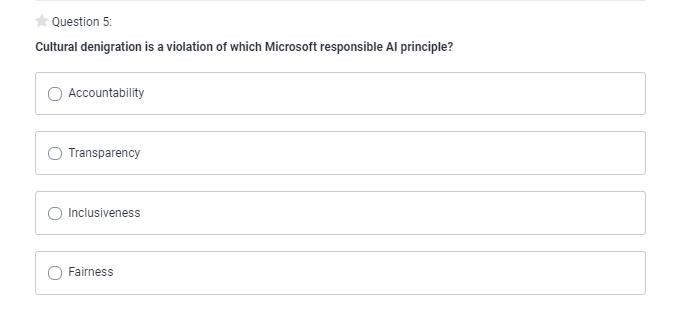 Question 5:
Cultural denigration is a violation of which Microsoft responsible AI principle?
Accountability
Transparency
Inclusiveness
Fairness